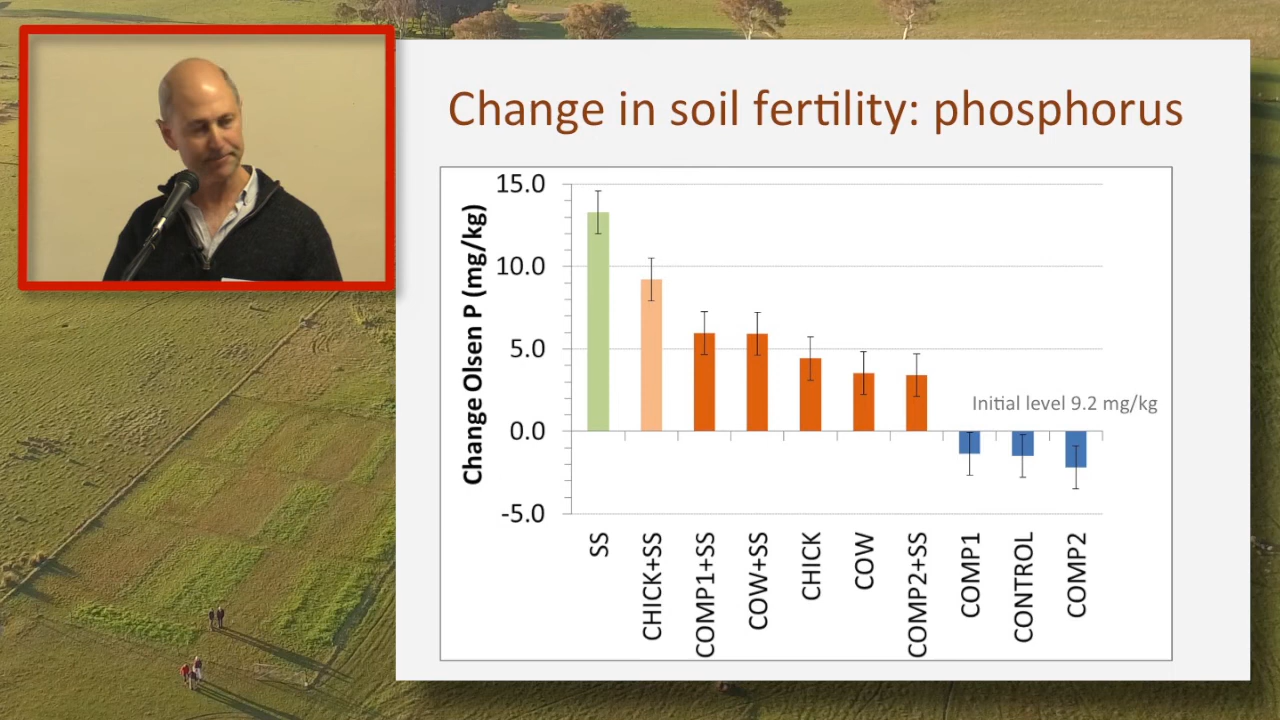 Change in soil fertility: phosphorus
Change Olsen P (mg/kg)
15.0
10.0
5.0
0.0
-5.0
Initial level 9.2 mg/kg
SS
CHICK+SS
COMP1+SS
COW+SS
CHICK
COW
COMP2+SS
COMP1
CONTROL
COMP2